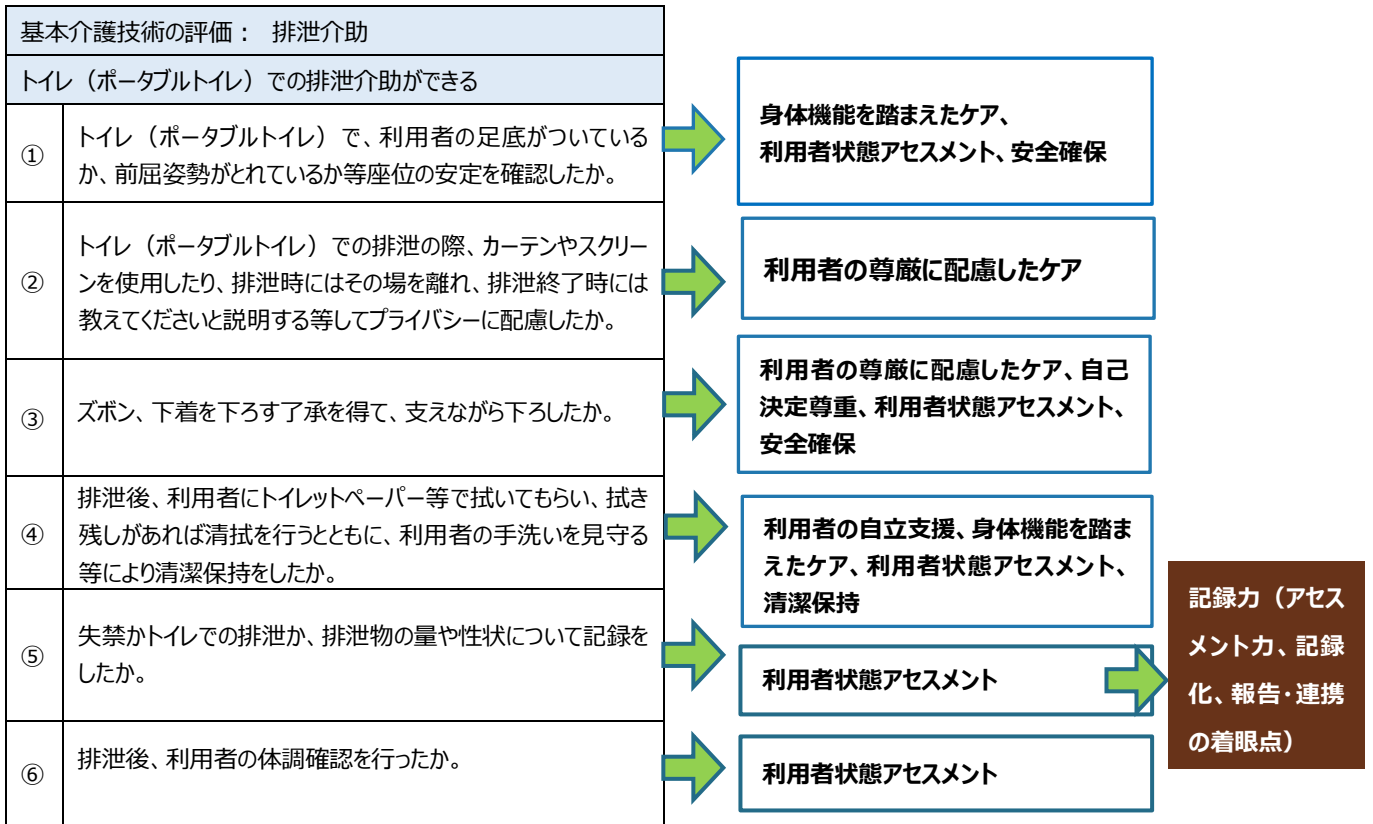 基本介護技術の評価： 排泄介助
トイレ（ポータブルトイレ）での排泄介助ができる
①
トイレ（ポータブルトイレ）で、利用者の足底がついている
か、前屈姿勢がとれているか等座位の安定を確認したか。
身体機能を踏まえたケア、
利用者状態アセスメント、安全確保
②
トイレ（ポータブルトイレ）での排泄の際、カーテンやスクリー
ンを使用したり、排泄時にはその場を離れ、排泄終了時には
教えてくださいと説明する等してプライバシーに配慮したか。
利用者の尊厳に配慮したケア
③
ズボン、下着を下ろす了承を得て、支えながら下ろしたか。
利用者の尊厳に配慮したケア、自己
決定尊重、利用者状態アセスメント、
安全確保
④
排泄後、利用者にトイレットペーパー等で拭いてもらい、拭き
残しがあれば清拭を行うとともに、利用者の手洗いを見守る
等により清潔保持をしたか。
利用者の自立支援、身体機能を踏ま
えたケア、利用者状態アセスメント、
清潔保持
⑤
失禁かトイレでの排泄か、排泄物の量や性状について記録を
したか。
利用者状態アセスメント
記録力（アセス
メント力、記録
化、報告・連携
の着眼点）
⑥
排泄後、利用者の体調確認を行ったか。
利用者状態アセスメント